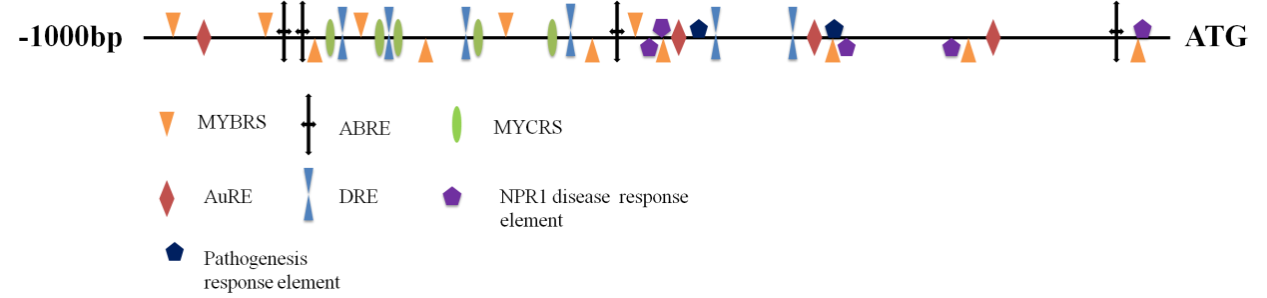 -1000bp ATG
MYBRS ABRE MYCRS
AuRE DRE NPR1 disease response
element
Pathogenesis
response element